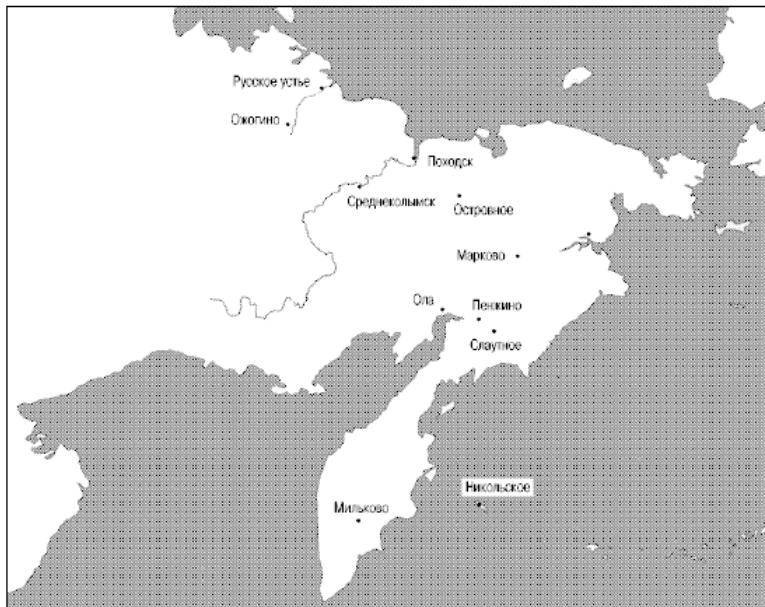 Русское устье
Ожогино
Походск
Среднеколымск
Островное
Марково
Ола
Пенжино
Слаутное
Никольское
Мильково